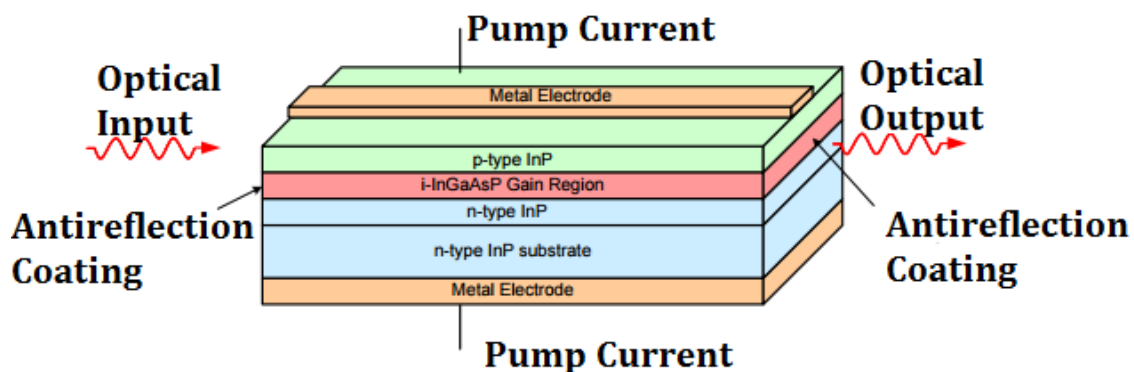 Pump Current
Optical
Input
Metal Electrode
Optical
Output
p-type InP
i-InGaAsP Gain Region
n-type InP
n-type InP substrate
Metal Electrode
Antireflection
Coating
Antireflection
Coating
Pump Current